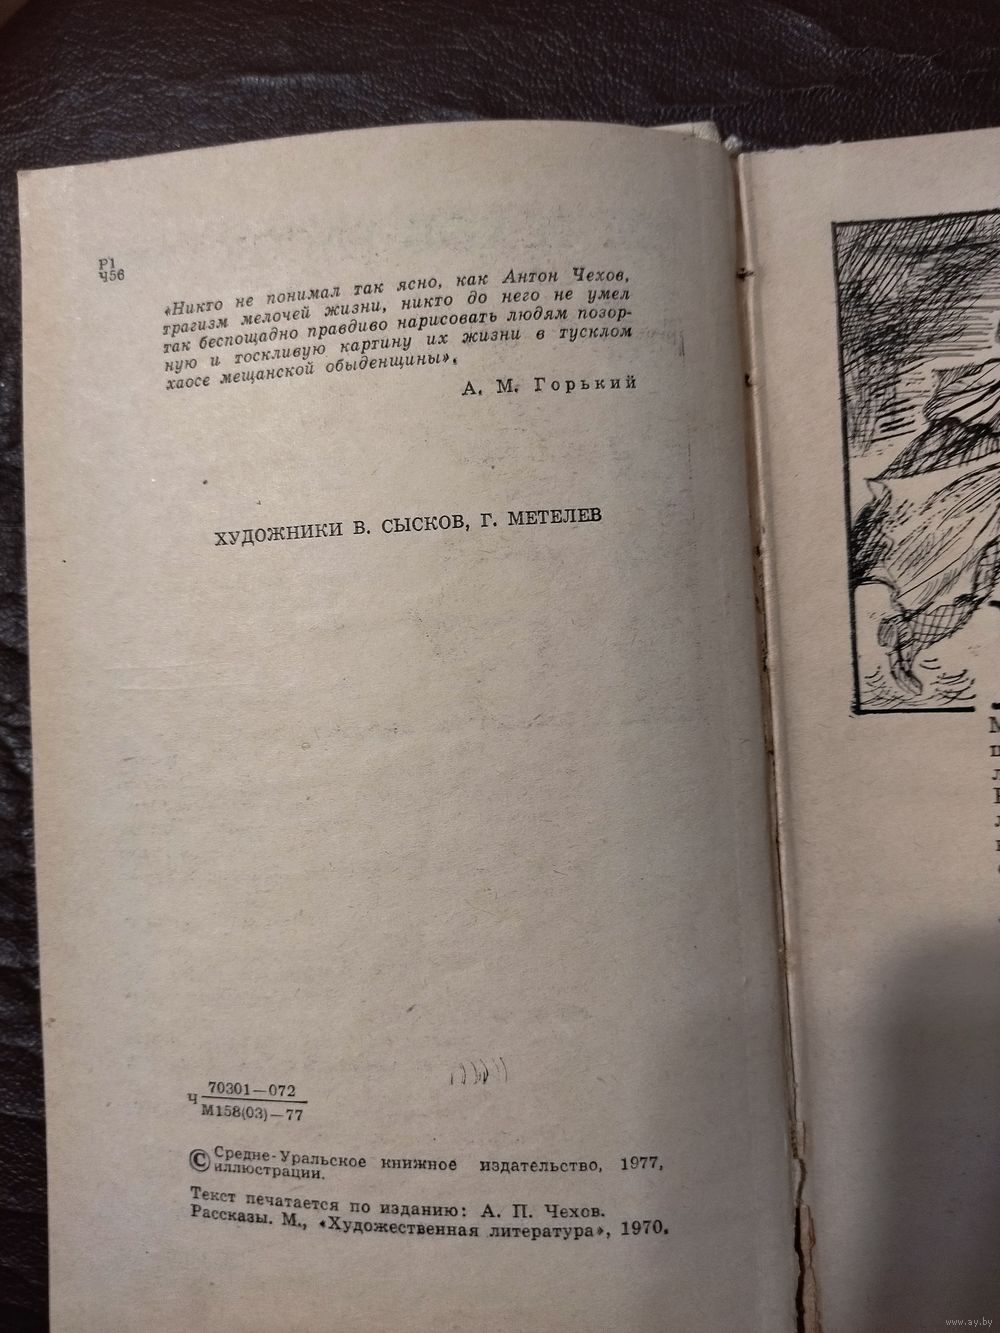 Р1
Ч56
«Никто не понимал так ясно, как Антон Чехов,
трагизм мелочей жизни, никто до него не умел
так беспощадно правдиво нарисовать людям позор-
ную и тоскливую картину их жизни в тусклом
хаосе мещанской обыденщины».
А. М. Горький
ХУДОЖНИКИ В. СЫСКОВ, Г. МЕТЕЛЕВ
Ч 70301—072
М158(03)—77
© Средне-Уральское книжное издательство, 1977,
иллюстрации.
Текст печатается по изданию: А. П. Чехов.
Рассказы. М., «Художественная литература», 1970.
www.ay.by